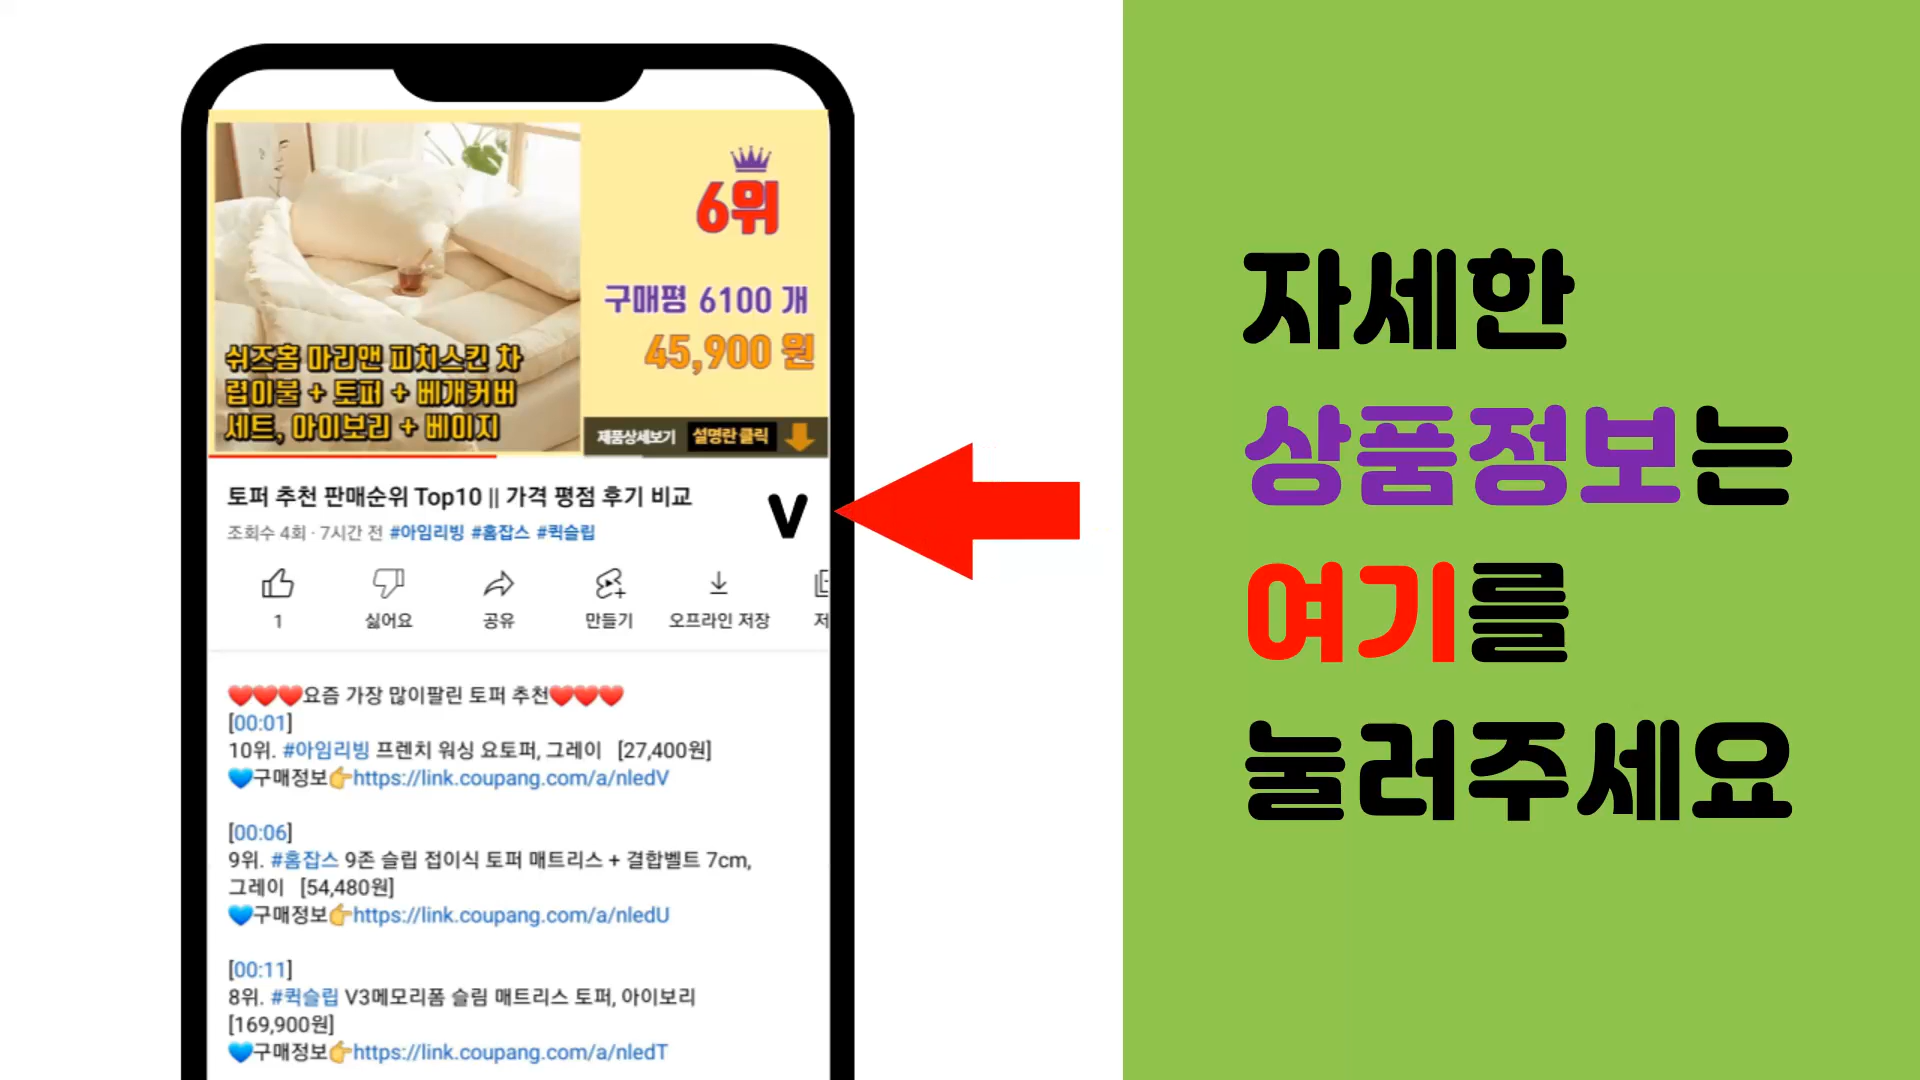 6위
구매평 6100 개
45,900 원
쉬즈홈 마리앤 피치스킨 차
렵이불 + 토퍼 + 베개커버
세트, 아이보리 + 베이지
제품상세보기 설명란 클릭
토퍼 추천 판매순위 Top10 || 가격 평점 후기 비교
V
조회수 4회 · 7시간 전 #아임리빙 #홈잡스 #퀵슬립
1 싫어요 공유 만들기 오프라인 저장 저
❤️❤️❤️요즘 가장 많이팔린 토퍼 추천❤️❤️❤️
[00:01]
10위. #아임리빙 프렌치 워싱 요토퍼, 그레이 [27,400원]
💙구매정보👉https://link.coupang.com/a/nledV
[00:06]
9위. #홈잡스 9존 슬립 접이식 토퍼 매트리스 + 결합벨트 7cm,
그레이 [54,480원]
💙구매정보👉https://link.coupang.com/a/nledU
[00:11]
8위. #퀵슬립 V3메모리폼 슬림 매트리스 토퍼, 아이보리
[169,900원]
💙구매정보👉https://link.coupang.com/a/nledT
자세한
상품정보는
여기를
눌러주세요